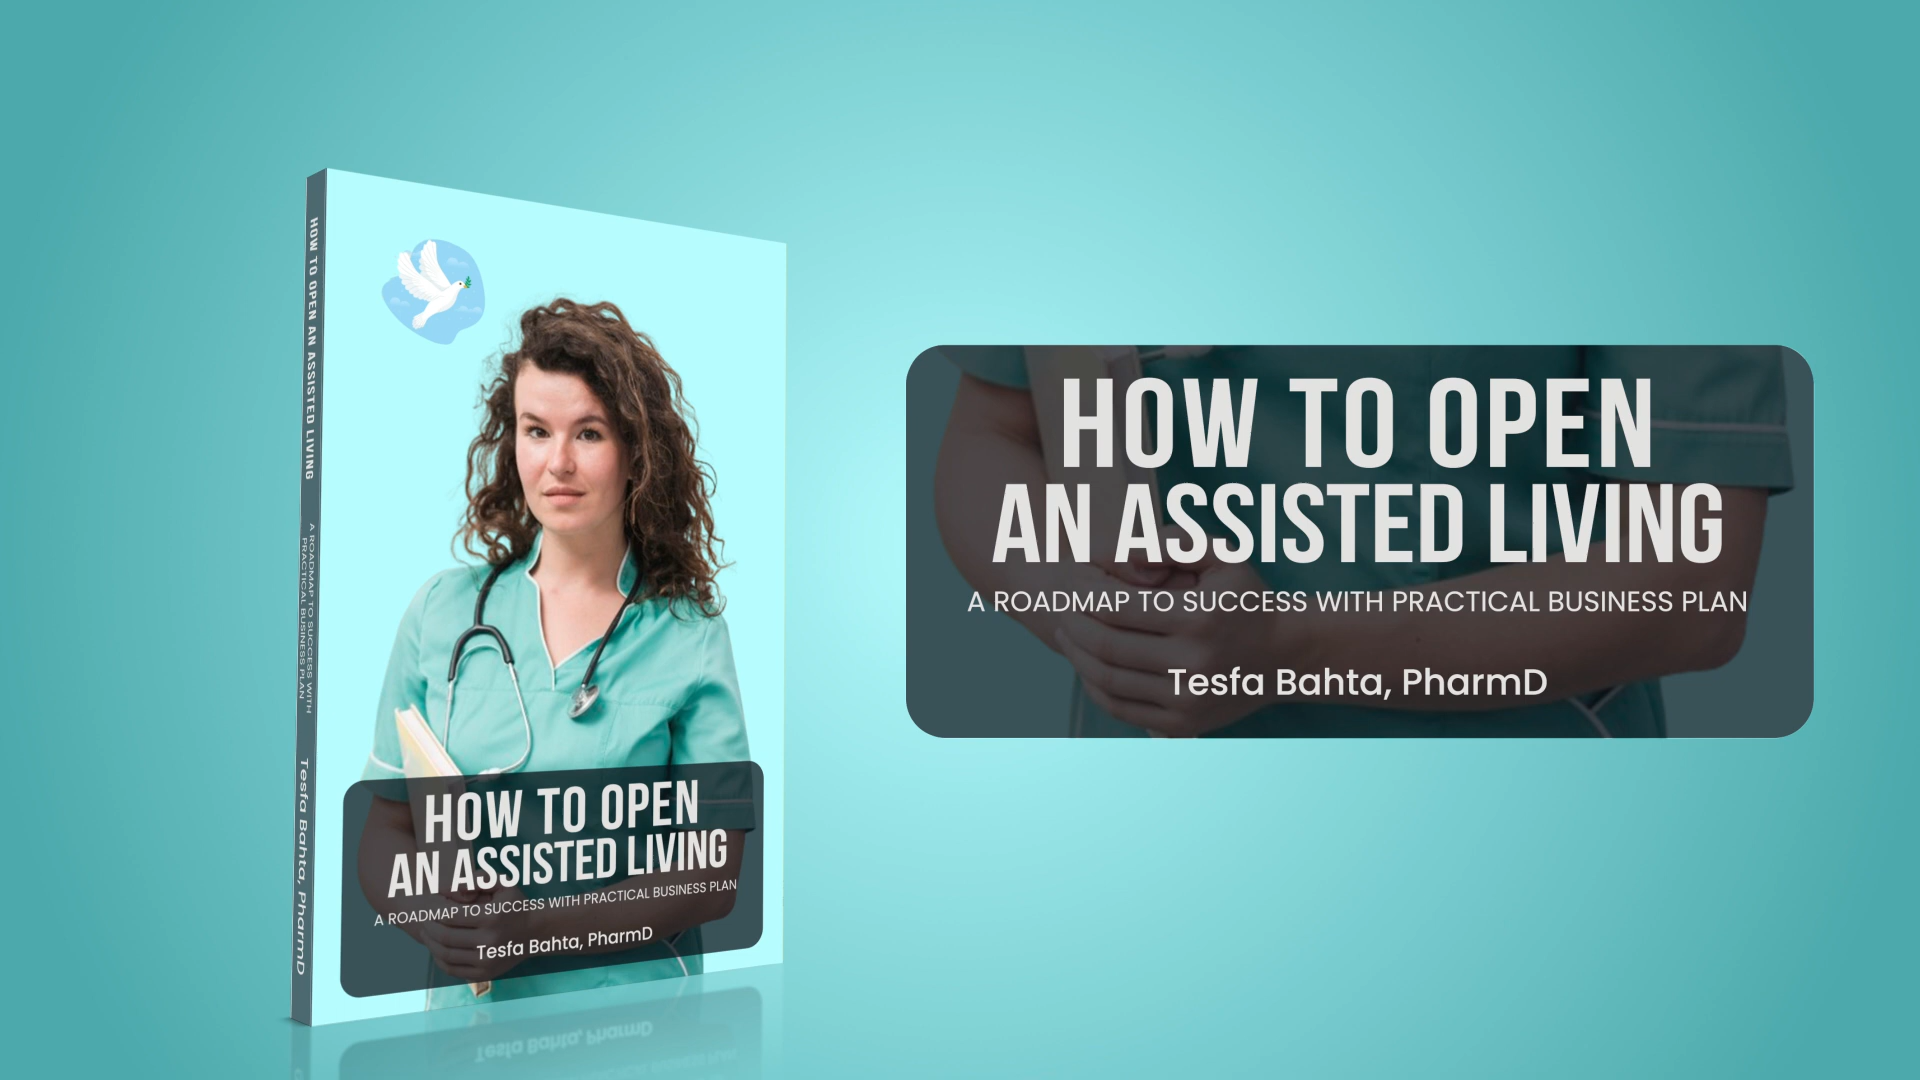 HOW TO OPEN AN ASSISTED LIVING
A ROADMAP TO SUCCESS WITH
PRACTICAL BUSINESS PLAN
Tesfa Bahta, PharmD
HOW TO OPEN
AN ASSISTED LIVING
A ROADMAP TO SUCCESS WITH PRACTICAL BUSINESS PLAN
Tesfa Bahta, PharmD
HOW TO OPEN
AN ASSISTED LIVING
A ROADMAP TO SUCCESS WITH PRACTICAL BUSINESS PLAN
Tesfa Bahta, PharmD